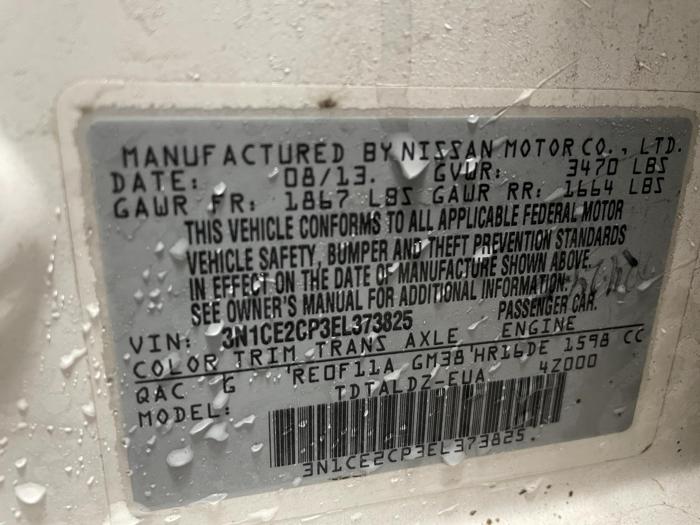 MANUFACTURED BY NISSAN MOTOR CO., LTD.
DATE: 08/13. GVWR: 3470 LBS
GAWR FR: 1867 LBS GAWR RR: 1664 LBS
THIS VEHICLE CONFORMS TO ALL APPLICABLE FEDERAL MOTOR
VEHICLE SAFETY, BUMPER AND THEFT PREVENTION STANDARDS
IN EFFECT ON THE DATE OF MANUFACTURE SHOWN ABOVE.
SEE OWNER'S MANUAL FOR ADDITIONAL INFORMATION.
VIN: 3N1CE2CP3EL373825 PASSENGER CAR.
COLOR TRIM TRANS AXLE ENGINE
QAC G RE0F11A GM38 HR16DE 1598 CC
MODEL: TDTALDZ-EUA 4Z000
3N1CE2CP3EL373825.